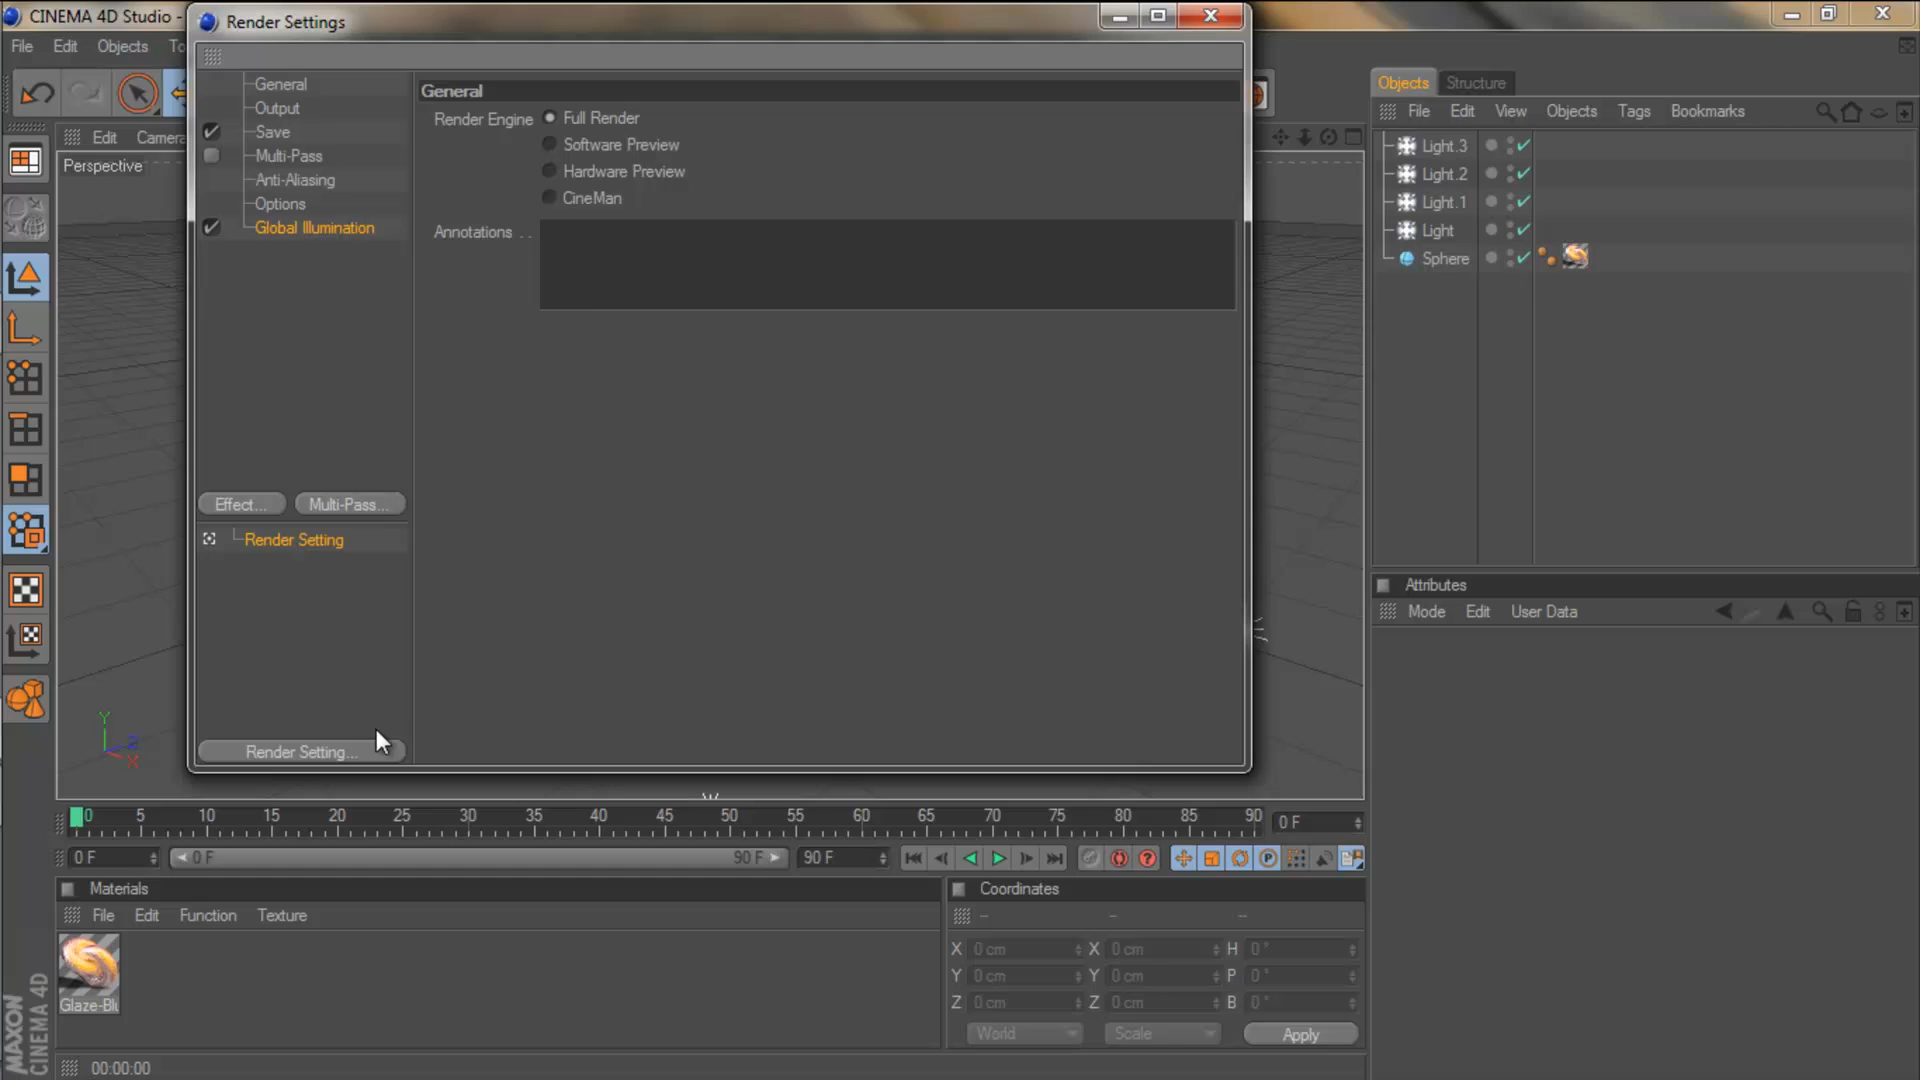 CINEMA 4D Studio -
Render Settings
File Edit Objects To
General
Output
Save
Multi-Pass
Anti-Aliasing
Options
Global Illumination
Effect...
Multi-Pass...
Render Setting
Render Setting...
General
Render Engine
Full Render
Software Preview
Hardware Preview
CineMan
Annotations . .
Edit Camera
Perspective
Y
Z
X
Objects Structure
File Edit View Objects Tags Bookmarks
Light.3
Light.2
Light.1
Light
Sphere
Attributes
Mode Edit User Data
0 5 10 15 20 25 30 35 40 45 50 55 60 65 70 75 80 85 90 0 F
0 F 0 F 90 F 90 F
P
Materials
File Edit Function Texture
Glaze-Blu
Coordinates
-- -- --
X 0 cm X 0 cm H 0 °
Y 0 cm Y 0 cm P 0 °
Z 0 cm Z 0 cm B 0 °
World Scale Apply
MAXON
CINEMA 4D
00:00:00